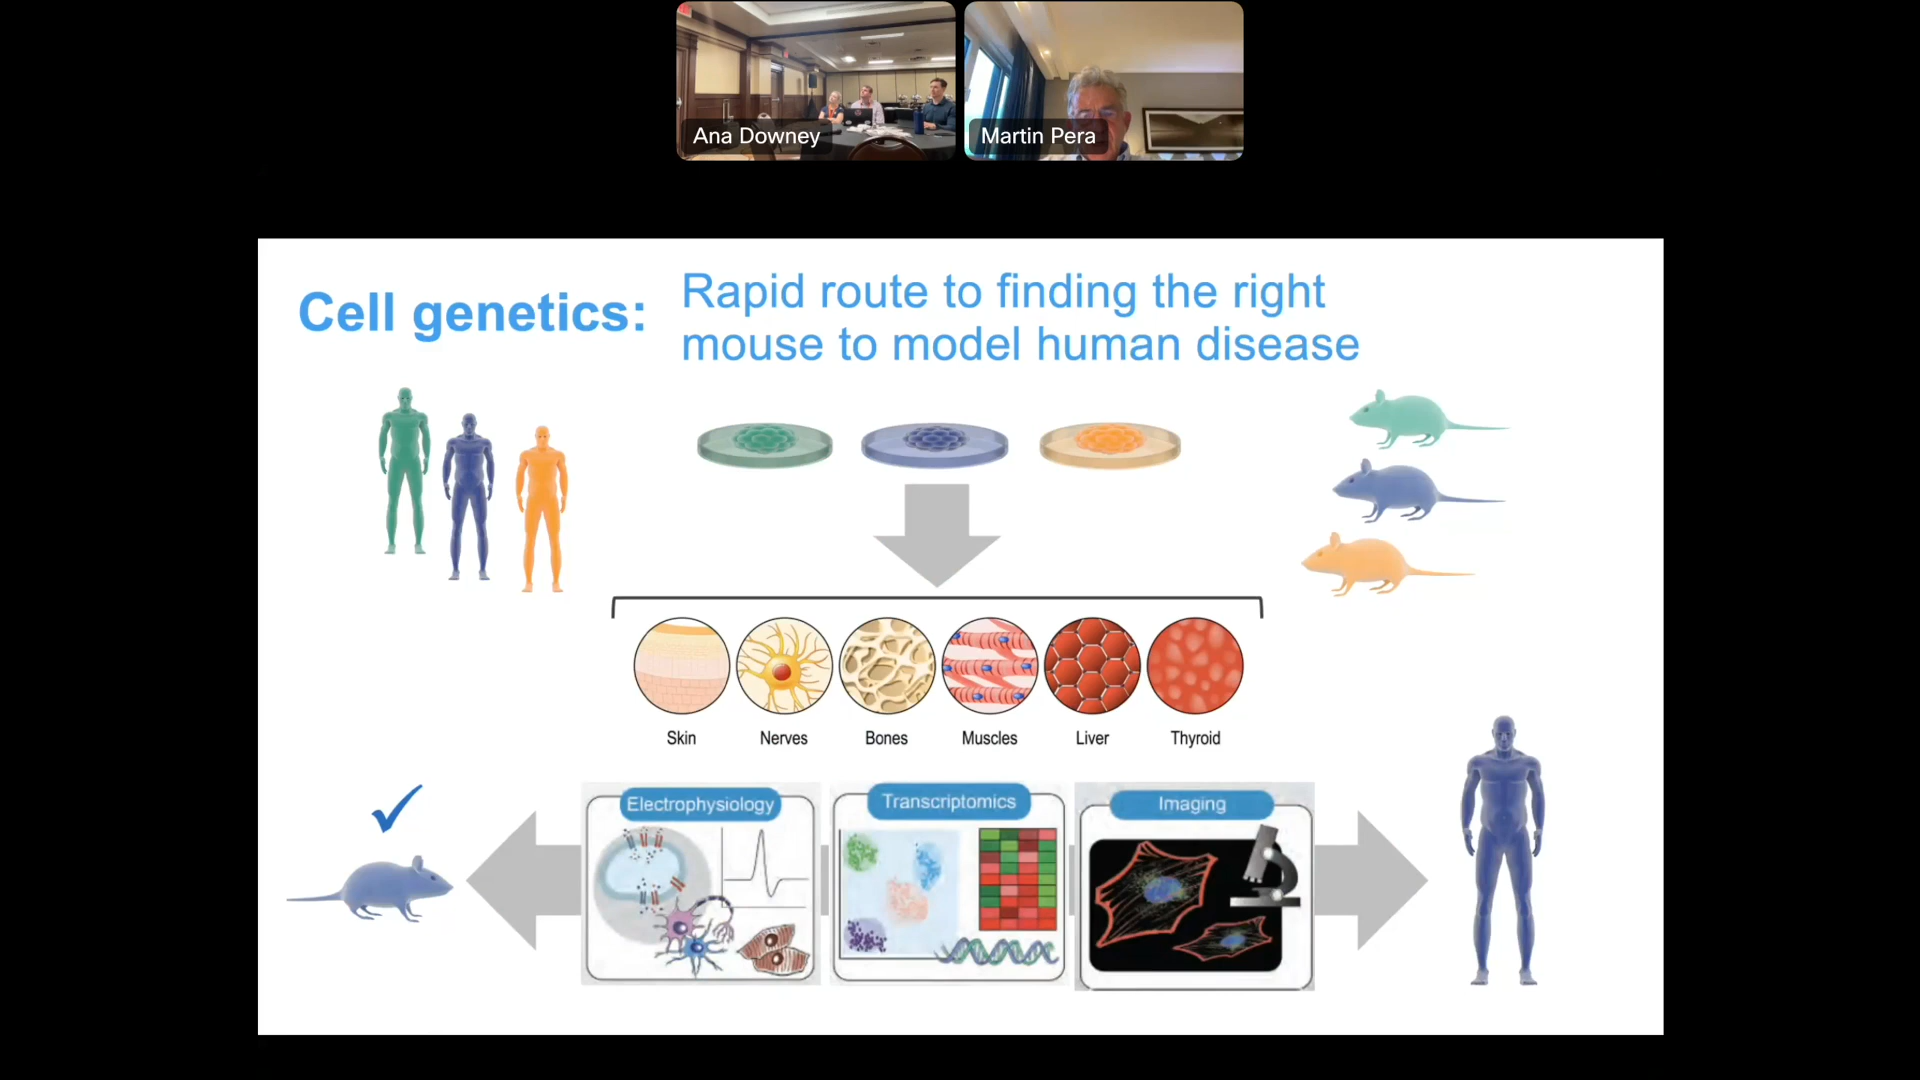 Ana Downey
Martin Pera
Cell genetics:
Rapid route to finding the right
mouse to model human disease
Skin
Nerves
Bones
Muscles
Liver
Thyroid
Electrophysiology
Transcriptomics
Imaging